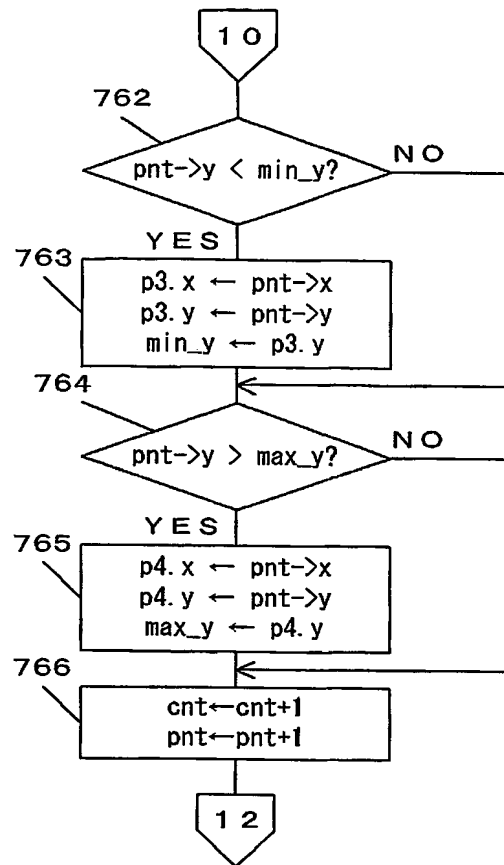 10
762
pnt->y < min_y?
NO
YES
763
p3.x ← pnt->x
p3.y ← pnt->y
min_y ← p3.y
764
pnt->y > max_y?
NO
YES
765
p4.x ← pnt->x
p4.y ← pnt->y
max_y ← p4.y
766
cnt←cnt+1
pnt←pnt+1
12